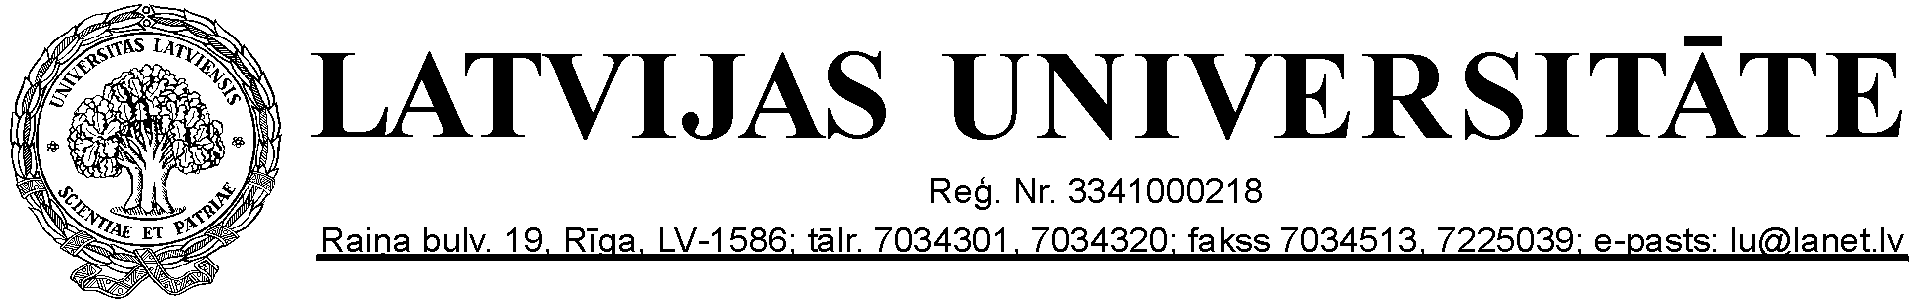 UNIVERSITAS LATVIENSIS
SCIENTIAE ET PATRIAE
LATVIJAS UNIVERSITĀTE
Reģ. Nr. 3341000218
Raiņa bulv. 19, Rīga, LV-1586; tālr. 7034301, 7034320; fakss 7034513, 7225039; e-pasts: lu@lanet.lv